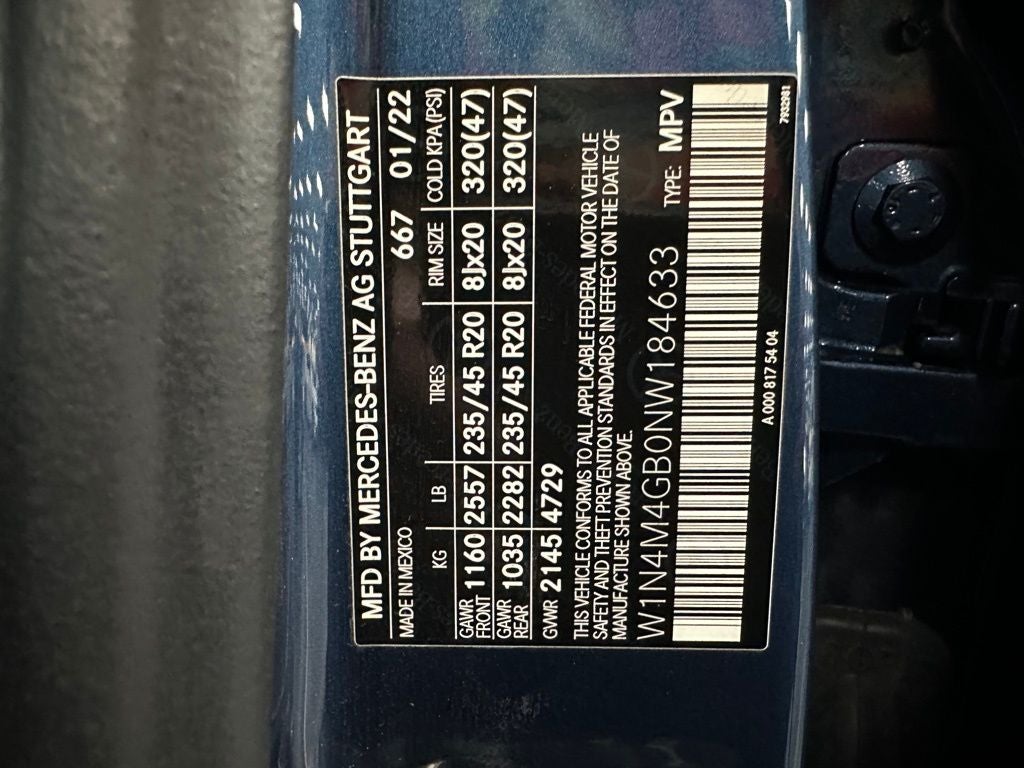 MFD BY MERCEDES-BENZ AG STUTTGART
MADE IN MEXICO 667 01/22
KG LB TIRES RIM SIZE COLD KPA (PSI)
GAWR FRONT 1160 2557 235/45 R20 8Jx20 320(47)
GAWR REAR 1035 2282 235/45 R20 8Jx20 320(47)
GVWR 2145 4729
THIS VEHICLE CONFORMS TO ALL APPLICABLE FEDERAL MOTOR VEHICLE
SAFETY AND THEFT PREVENTION STANDARDS IN EFFECT ON THE DATE OF
MANUFACTURE SHOWN ABOVE.
W1N4M4GB0NW184633 TYPE: MPV
A 000 817 54 04
7932981